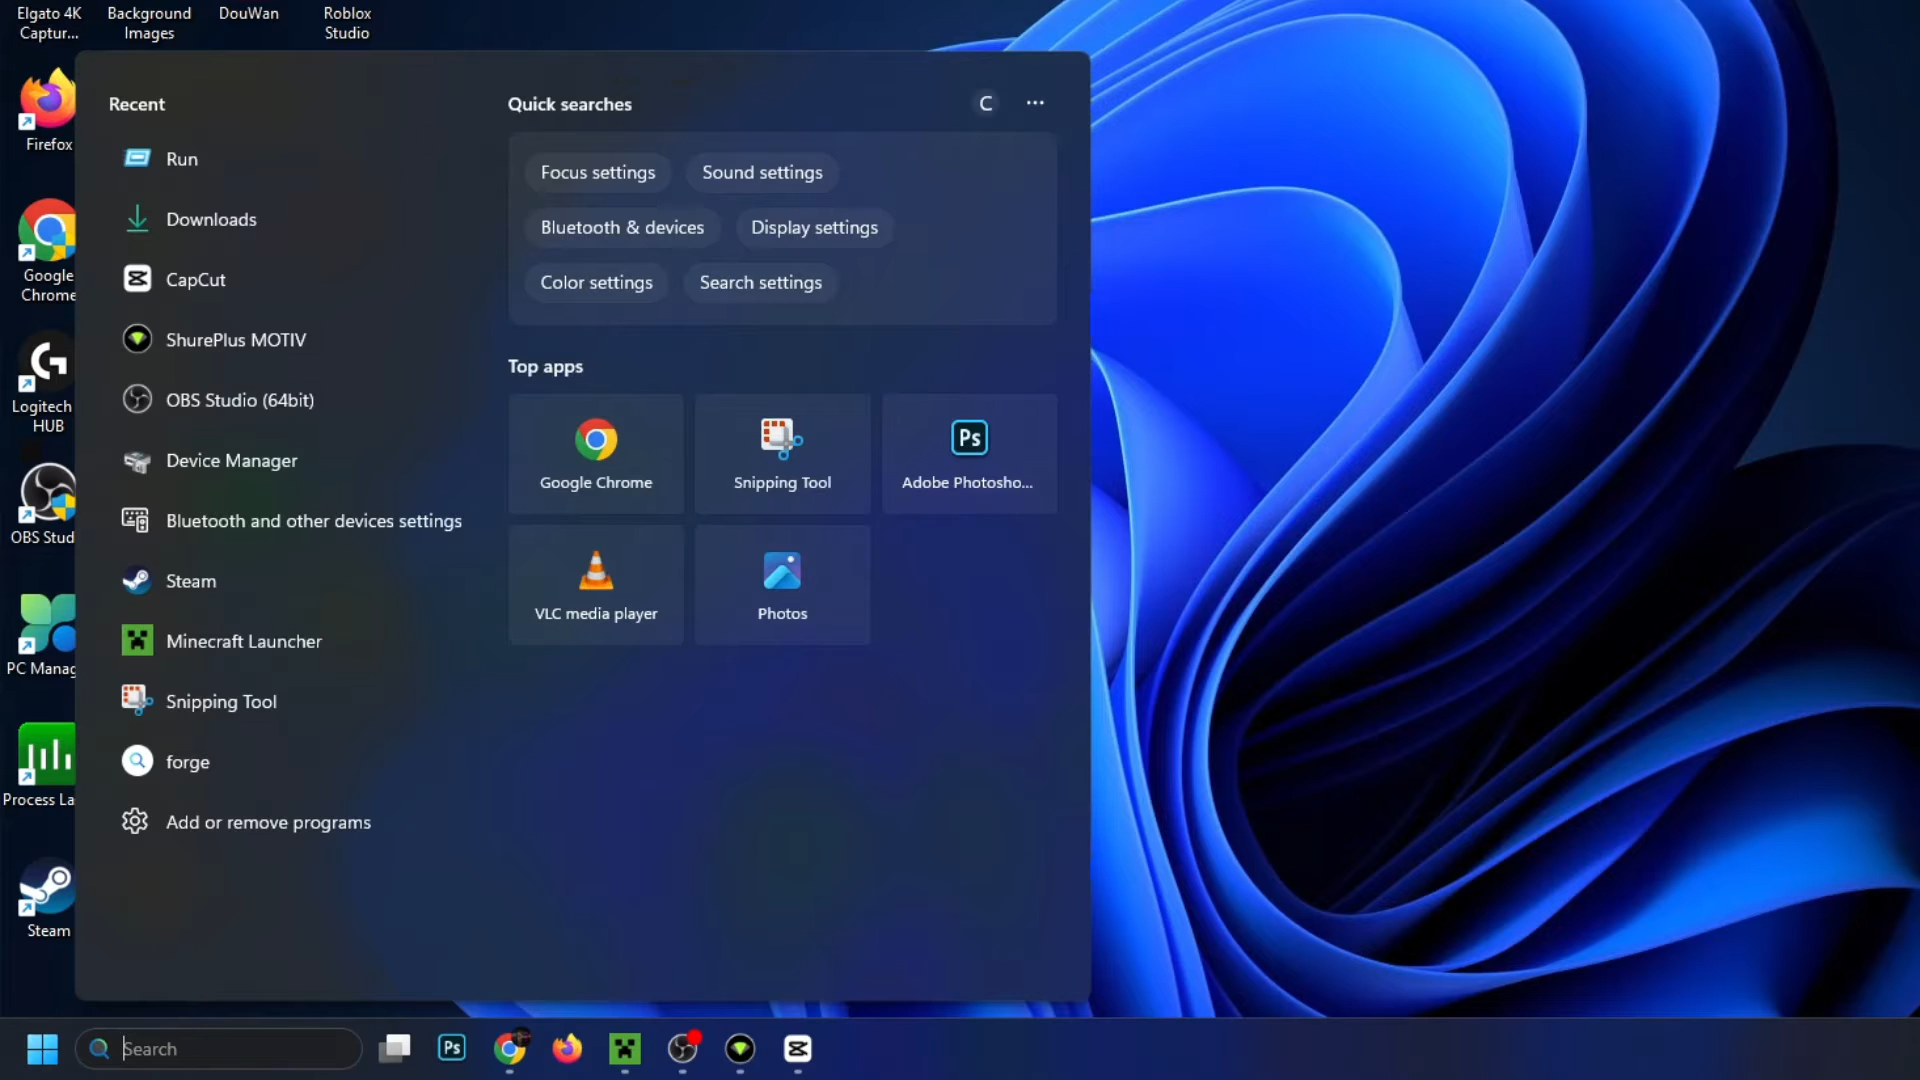 Elgato 4K
Captur...
Background
Images
DouWan
Roblox
Studio
Firefox
Google
Chrome
Logitech
HUB
OBS Stud
PC Manag
Process La
Steam
Recent
Run
Downloads
CapCut
ShurePlus MOTIV
OBS Studio (64bit)
Device Manager
Bluetooth and other devices settings
Steam
Minecraft Launcher
Snipping Tool
forge
Add or remove programs
Quick searches
C
Focus settings
Sound settings
Bluetooth & devices
Display settings
Color settings
Search settings
Top apps
Google Chrome
Snipping Tool
Ps
Adobe Photosho...
VLC media player
Photos
Search
Ps